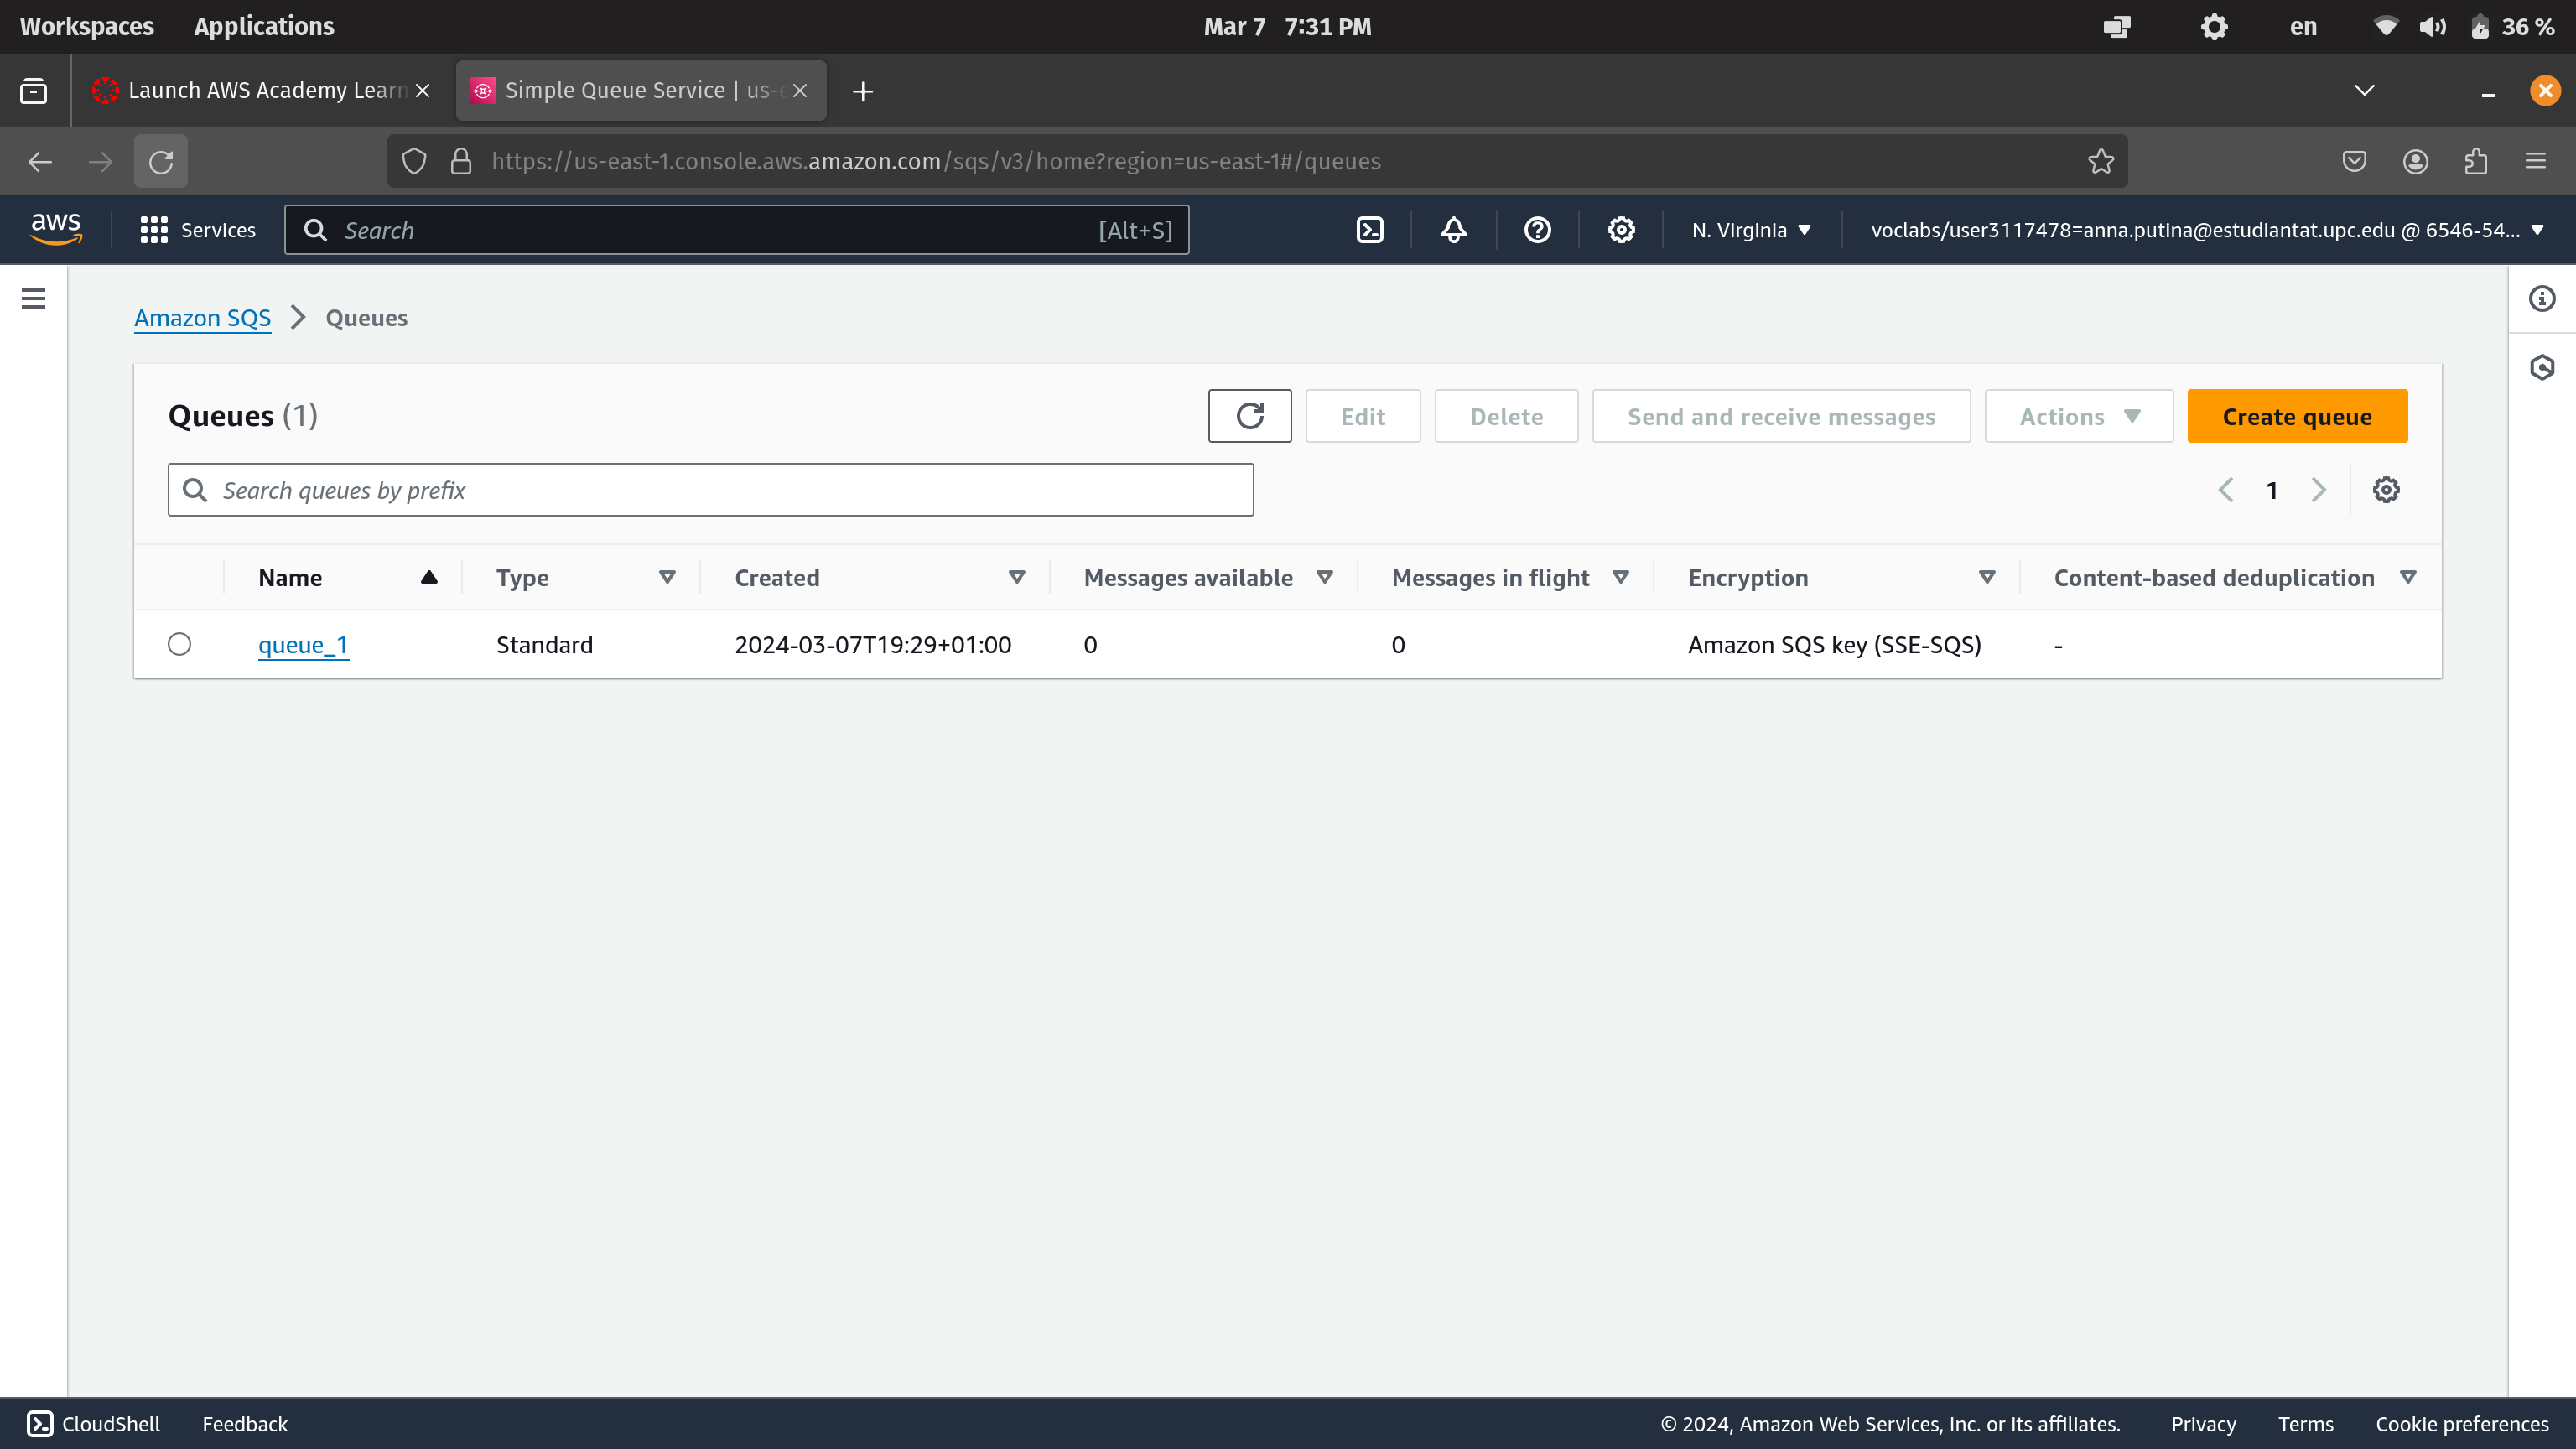 Workspaces Applications Mar 7 7:31 PM en 36 %
Launch AWS Academy Learn Simple Queue Service | us-e
https://us-east-1.console.aws.amazon.com/sqs/v3/home?region=us-east-1#/queues
aws Services Search [Alt+S] N. Virginia voclabs/user3117478=anna.putina@estudiantat.upc.edu @ 6546-54...
Amazon SQS Queues
Queues (1) Edit Delete Send and receive messages Actions Create queue
Search queues by prefix 1
Name Type Created Messages available Messages in flight Encryption Content-based deduplication
queue_1 Standard 2024-03-07T19:29+01:00 0 0 Amazon SQS key (SSE-SQS) -
CloudShell Feedback © 2024, Amazon Web Services, Inc. or its affiliates. Privacy Terms Cookie preferences